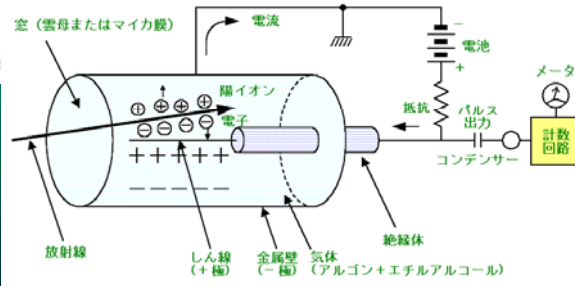 窓（雲母またはマイカ膜）
電流
−
電池
+
メータ
陽イオン
電子
抵抗
パルス
出力
計数
回路
コンデンサー
+ + + + +
− − − − −
放射線
しん線
（+極）
金属壁
（−極）
気体
（アルゴン+エチルアルコール）
絶縁体